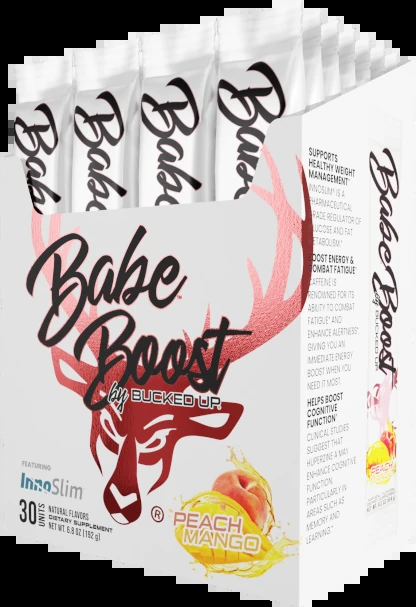 Babe
Babe
Babe
Babe
Babe
Boost
by BUCKED UP
™
FEATURING
InnoSlim
30 UNITS
NATURAL FLAVORS
DIETARY SUPPLEMENT
NET WT. 6.8 OZ (192 g)
®
PEACH
MANGO
SUPPORTS
HEALTHY WEIGHT
MANAGEMENT*
INNOSLIM® IS A
PHARMACEUTICAL
GRADE REGULATOR OF
GLUCOSE AND FAT
METABOLISM.*
BOOST ENERGY &
COMBAT FATIGUE*
CAFFEINE IS
RENOWNED FOR ITS
ABILITY TO COMBAT
FATIGUE* AND
ENHANCE ALERTNESS*,
GIVING YOU AN
IMMEDIATE ENERGY
BOOST WHEN YOU
NEED IT MOST.
HELPS BOOST
COGNITIVE
FUNCTION*
CLINICAL STUDIES
SUGGEST THAT
HUPERZINE A MAY
ENHANCE COGNITIVE
FUNCTION,
PARTICULARLY IN
AREAS SUCH AS
MEMORY AND
LEARNING.*
Babe Boost
by BUCKED UP
PEACH